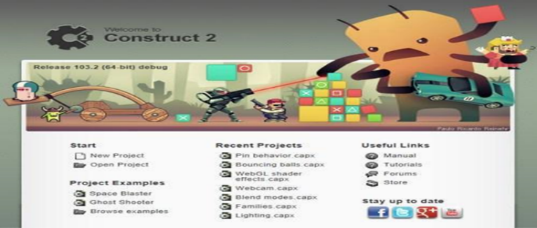 Welcome to
Construct 2
Release 103.2 (64-bit) debug
Paulo Ricardo
Start
New Project
Open Project
Project Examples
Space Blaster
Ghost Shooter
Browse examples
Recent Projects
Pin behavior.capx
Bouncing balls.capx
WebGL shader
effects.capx
Webcam.capx
Blend modes.capx
Families.capx
Lighting.capx
Useful Links
Manual
Tutorials
Forums
Store
Stay up to date